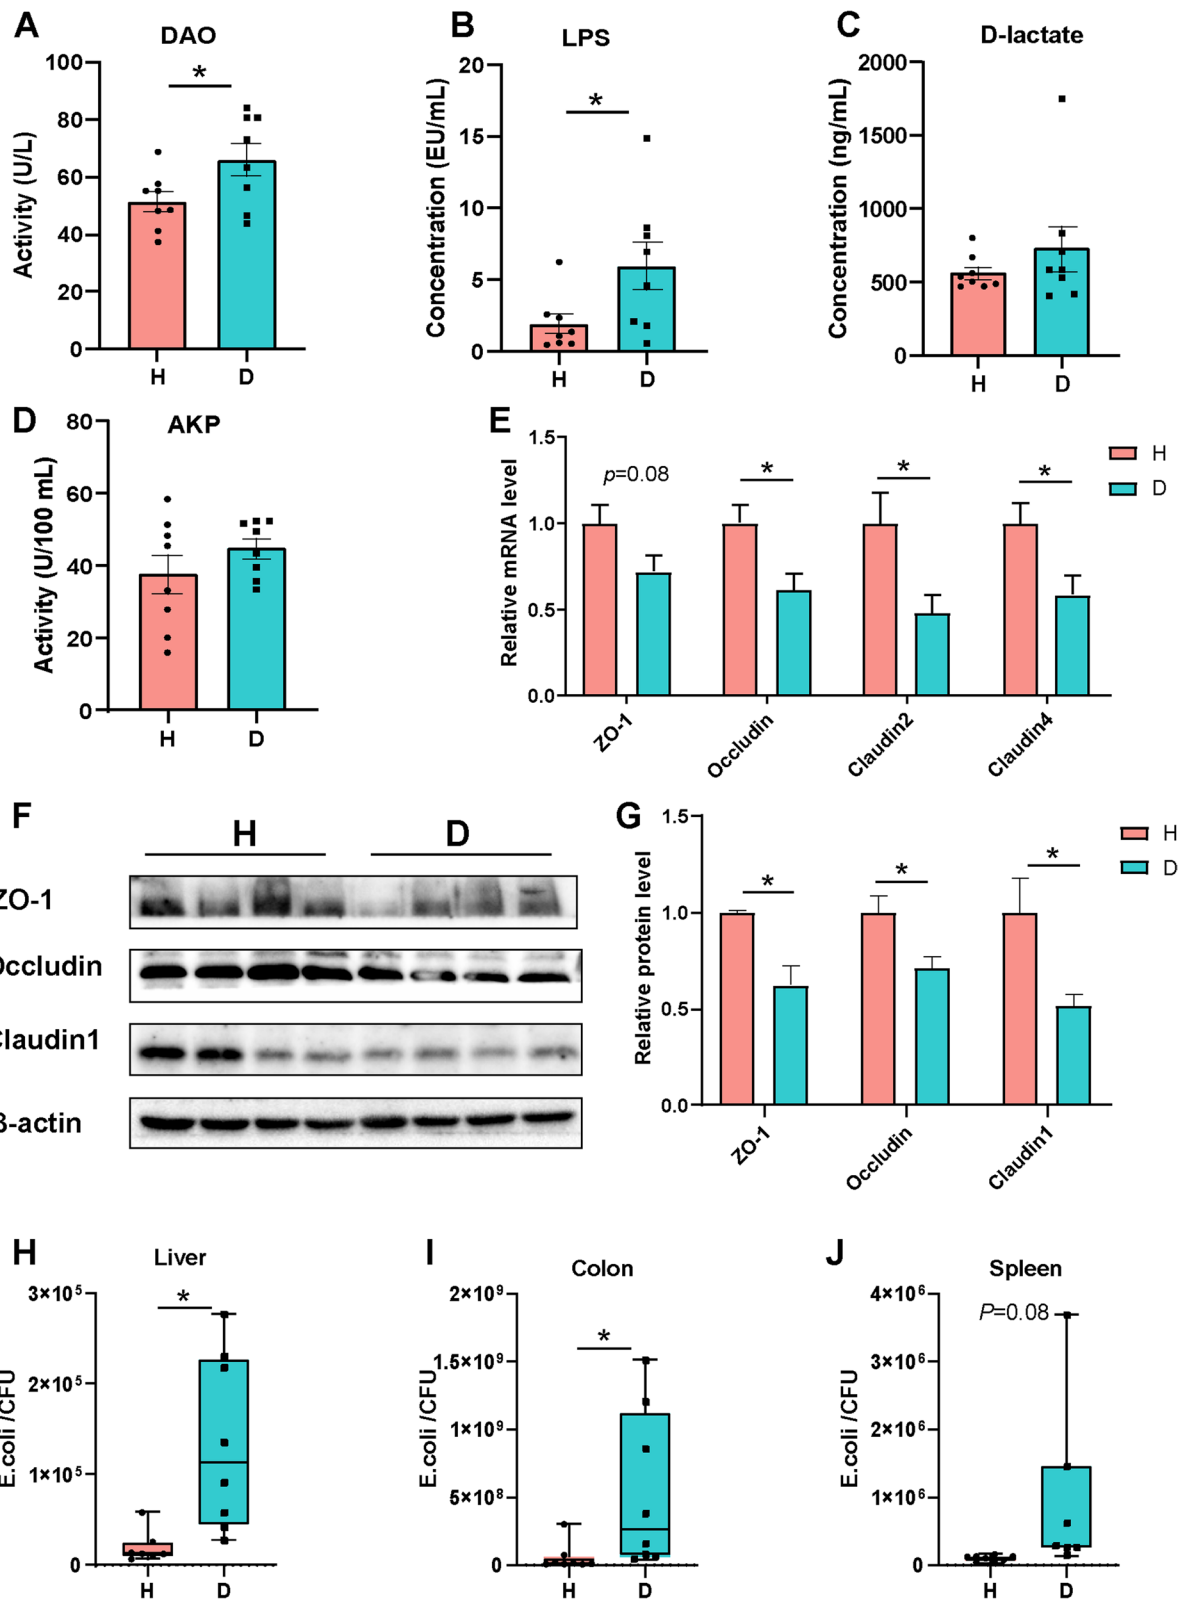 A
DAO
Activity (U/L)
100
80
60
40
20
0
*
H
D
B
LPS
Concentration (EU/mL)
20
15
10
5
0
*
H
D
C
D-lactate
Concentration (ng/mL)
2000
1500
1000
500
0
H
D
D
AKP
Activity (U/100 mL)
80
60
40
20
0
H
D
E
Relative mRNA level
1.5
1.0
0.5
0.0
p=0.08
*
*
*
H
D
ZO-1
Occludin
Claudin2
Claudin4
F
H
D
ZO-1
Occludin
Claudin1
β-actin
G
Relative protein level
1.5
1.0
0.5
0.0
*
*
*
H
D
ZO-1
Occludin
Claudin1
H
Liver
E.coli /CFU
3×10⁵
2×10⁵
1×10⁵
0
*
H
D
I
Colon
E.coli /CFU
2×10⁹
1.5×10⁹
1×10⁹
5×10⁸
0
*
H
D
J
Spleen
E.coli /CFU
4×10⁶
3×10⁶
2×10⁶
1×10⁶
0
P=0.08
H
D